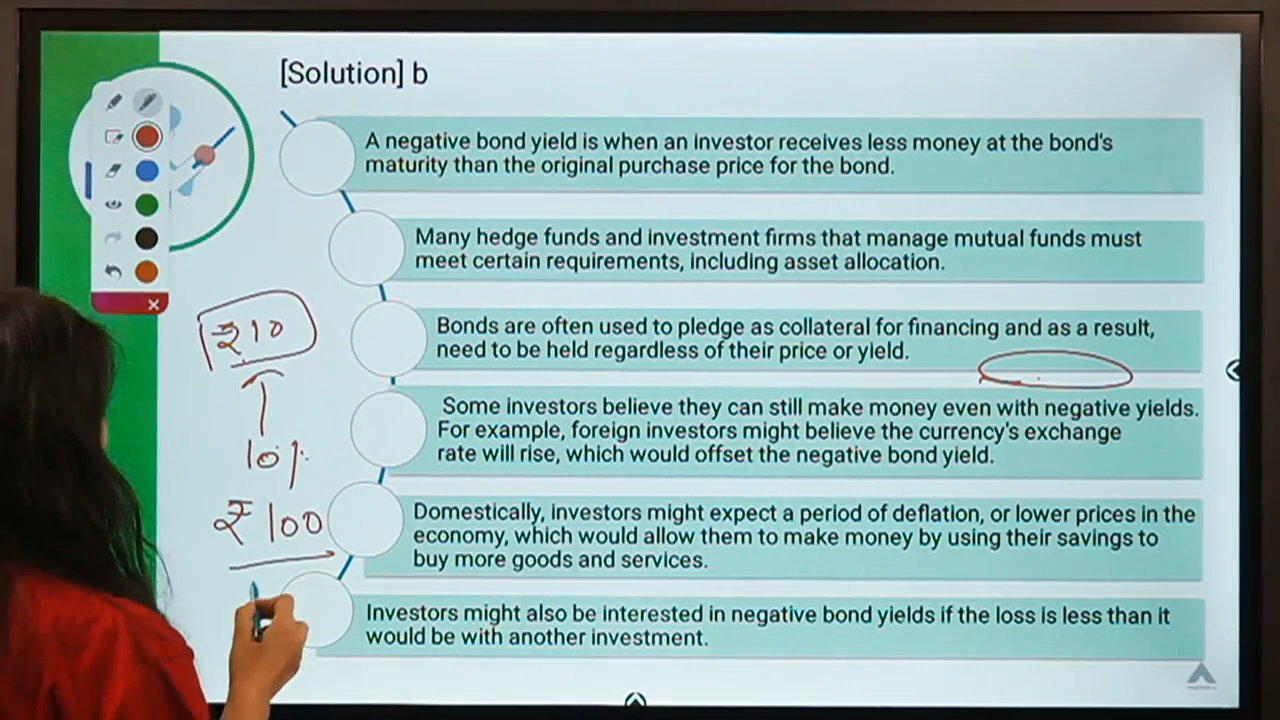 [Solution] b
A negative bond yield is when an investor receives less money at the bond's
maturity than the original purchase price for the bond.
Many hedge funds and investment firms that manage mutual funds must
meet certain requirements, including asset allocation.
Bonds are often used to pledge as collateral for financing and as a result,
need to be held regardless of their price or yield.
Some investors believe they can still make money even with negative yields.
For example, foreign investors might believe the currency's exchange
rate will rise, which would offset the negative bond yield.
Domestically, investors might expect a period of deflation, or lower prices in the
economy, which would allow them to make money by using their savings to
buy more goods and services.
Investors might also be interested in negative bond yields if the loss is less than it
would be with another investment.
₹10
10%
₹100